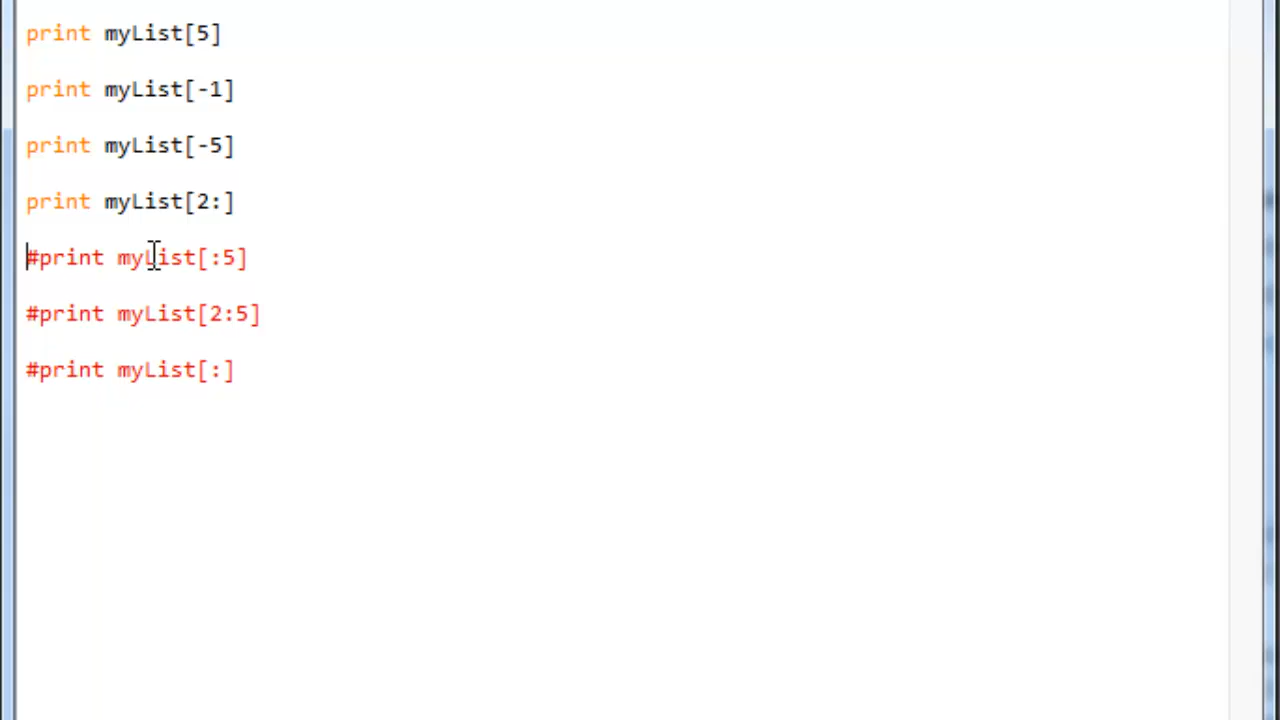 print myList[5]
print myList[-1]
print myList[-5]
print myList[2:]
#print myList[:5]
#print myList[2:5]
#print myList[:]